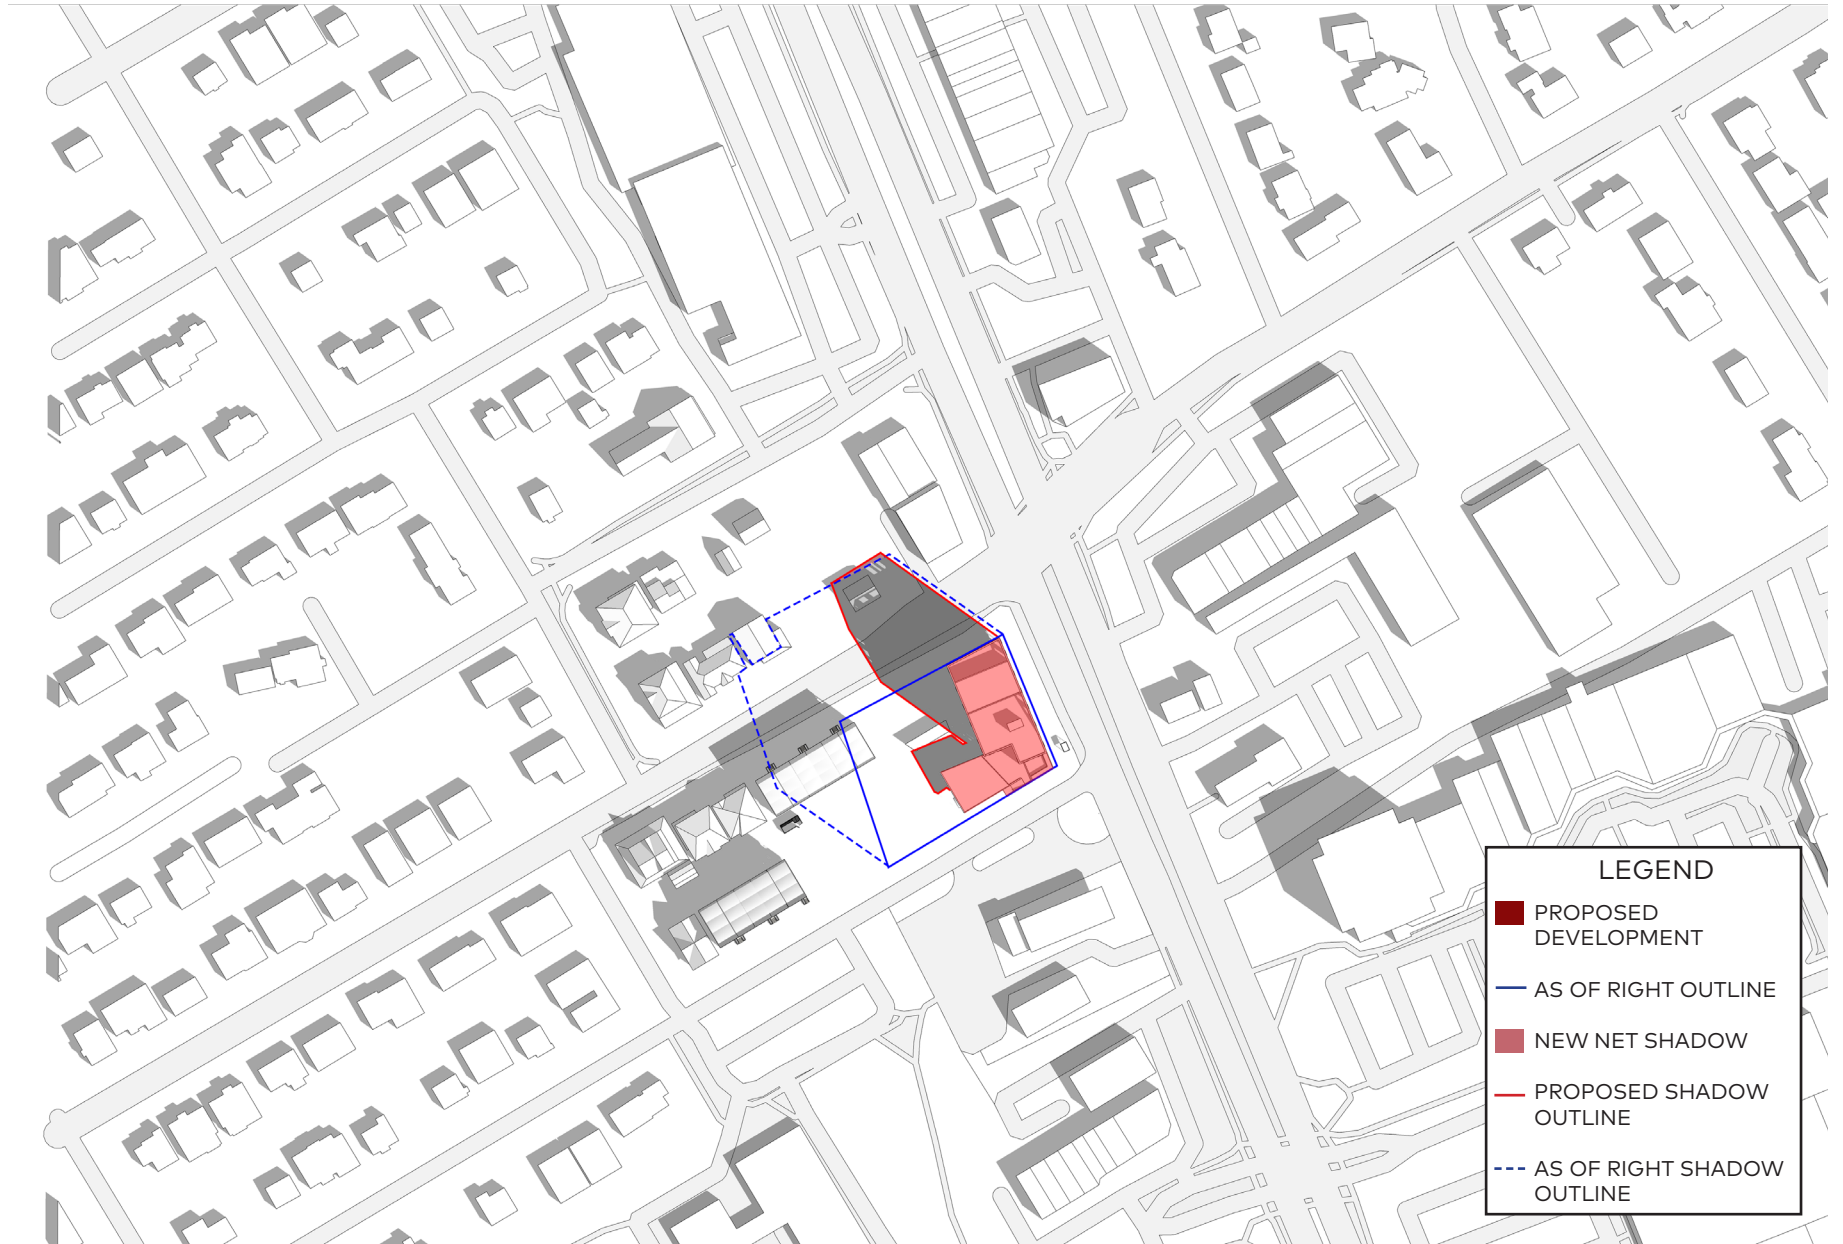 LEGEND
PROPOSED
DEVELOPMENT
AS OF RIGHT OUTLINE
NEW NET SHADOW
PROPOSED SHADOW
OUTLINE
AS OF RIGHT SHADOW
OUTLINE